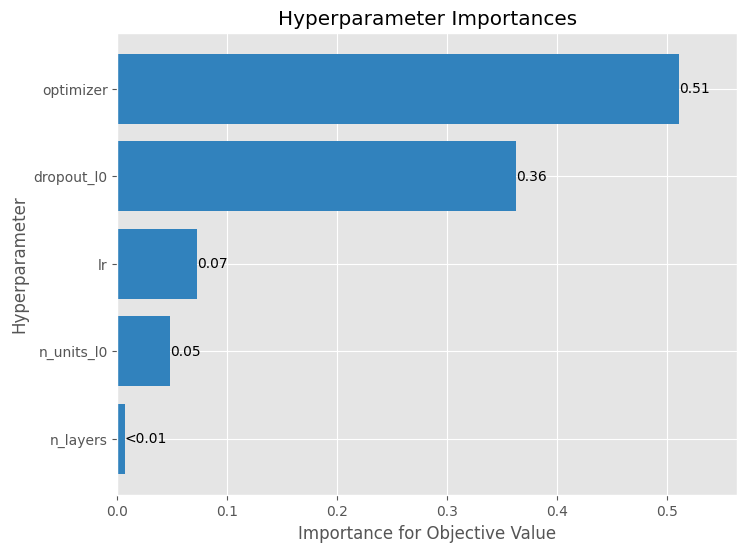 Hyperparameter Importances
Hyperparameter
optimizer
0.51
dropout_l0
0.36
lr
0.07
n_units_l0
0.05
n_layers
<0.01
0.0 0.1 0.2 0.3 0.4 0.5
Importance for Objective Value